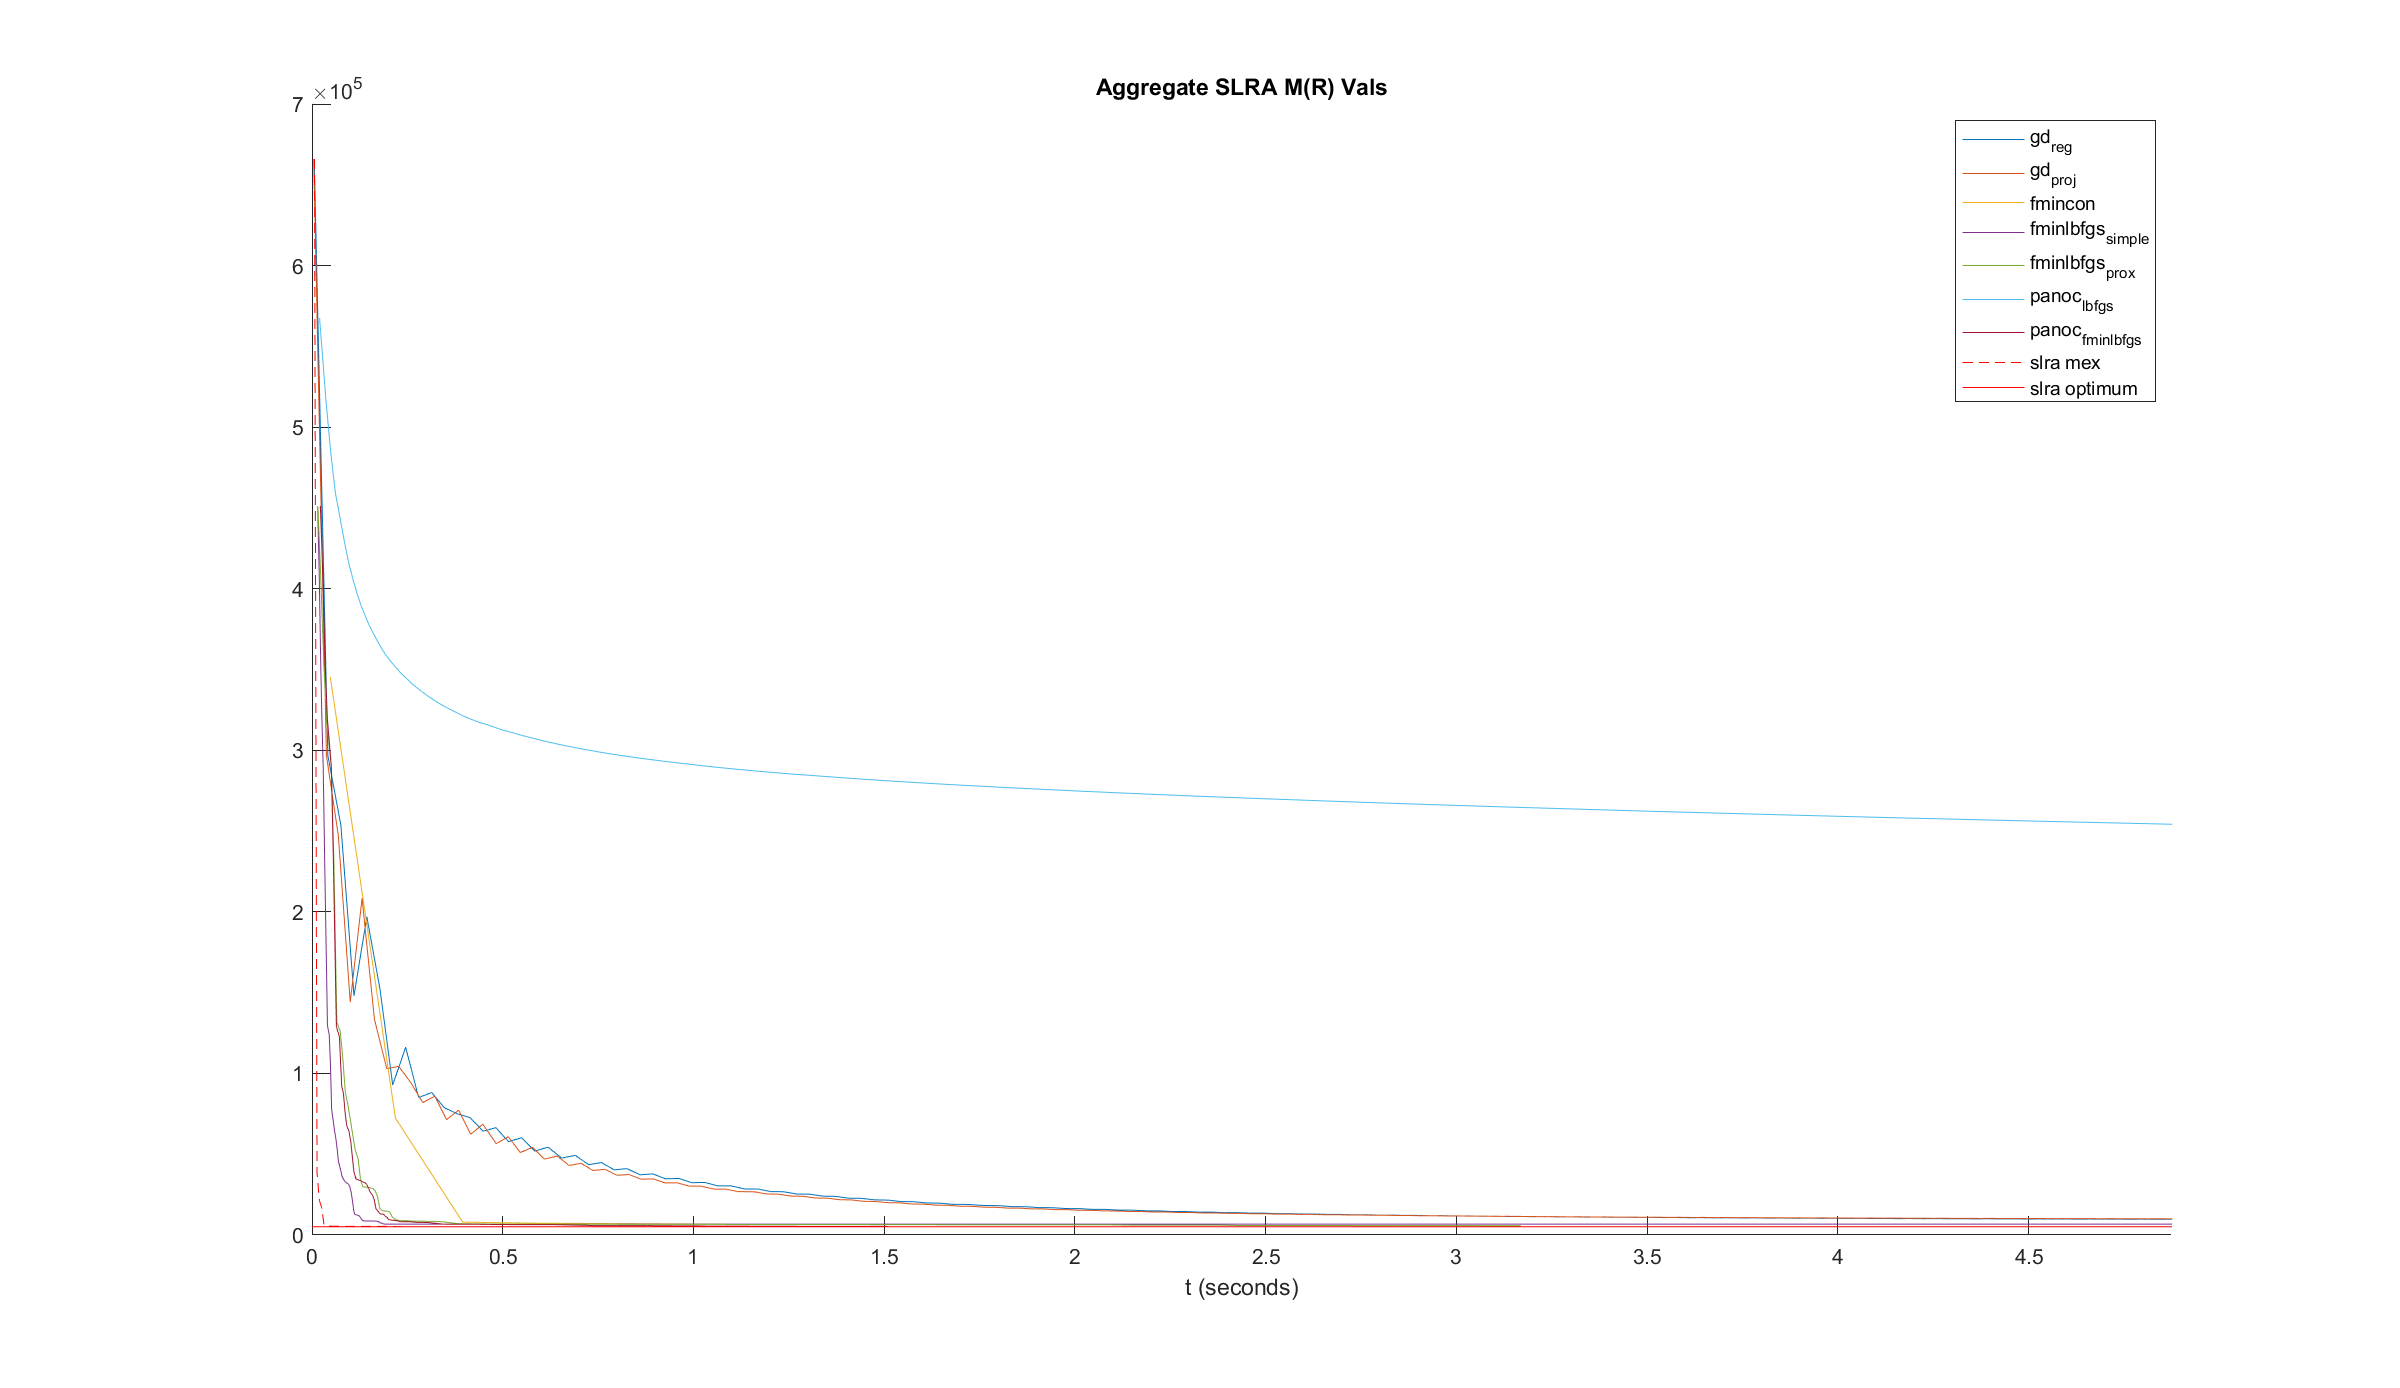 Aggregate SLRA M(R) Vals
×10^5
7
6
5
4
3
2
1
0
0 0.5 1 1.5 2 2.5 3 3.5 4 4.5
t (seconds)
gd_reg
gd_proj
fmincon
fminlbfgs_simple
fminlbfgs_prox
panoc_lbfgs
panoc_fminlbfgs
slra mex
slra optimum